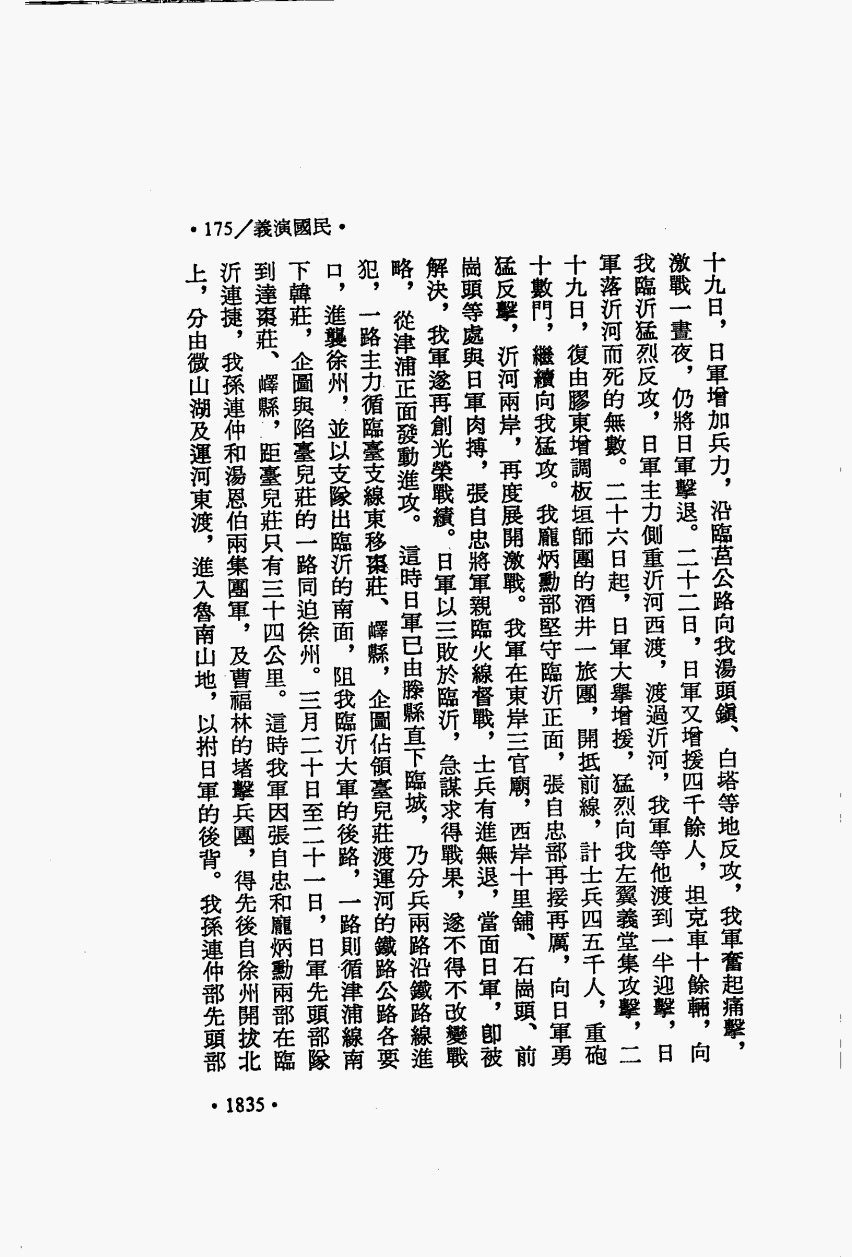 •175／義演國民•
十九日，日軍增加兵力，沿臨莒公路向我湯頭鎮、白塔等地反攻，我軍奮起痛擊，
激戰一晝夜，仍將日軍擊退。二十二日，日軍又增援四千餘人，坦克車十餘輛，向
我臨沂猛烈反攻，日軍主力側重沂河西渡，渡過沂河，我軍等他渡到一半迎擊，日
軍落沂河而死的無數。二十六日起，日軍大舉增援，猛烈向我左翼義堂集攻擊，二
十九日，復由膠東增調板垣師團的酒井一旅團，開抵前線，計士兵四五千人，重砲
十數門，繼續向我猛攻。我龐炳勳部堅守臨沂正面，張自忠部再接再厲，向日軍勇
猛反擊，沂河兩岸，再度展開激戰。我軍在東岸三官廟，西岸十里舖、石崗頭、前
崗頭等處與日軍肉搏，張自忠將軍親臨火線督戰，士兵有進無退，當面日軍，卽被
解決，我軍遂再創光榮戰績。日軍以三敗於臨沂，急謀求得戰果，遂不得不改變戰
略，從津浦正面發動進攻。這時日軍已由滕縣直下臨城，乃分兵兩路沿鐵路線進
犯，一路主力循臨臺支線東移棗莊、嶧縣，企圖佔領臺兒莊渡運河的鐵路公路各要
口，進襲徐州，並以支隊出臨沂的南面，阻我臨沂大軍的後路，一路則循津浦線南
下韓莊，企圖與陷臺兒莊的一路同迫徐州。三月二十日至二十一日，日軍先頭部隊
到達棗莊、嶧縣，距臺兒莊只有三十四公里。這時我軍因張自忠和龐炳勳兩部在臨
沂連捷，我孫連仲和湯恩伯兩集團軍，及曹福林的堵擊兵團，得先後自徐州開拔北
上，分由微山湖及運河東渡，進入魯南山地，以拊日軍的後背。我孫連仲部先頭部
•1835•